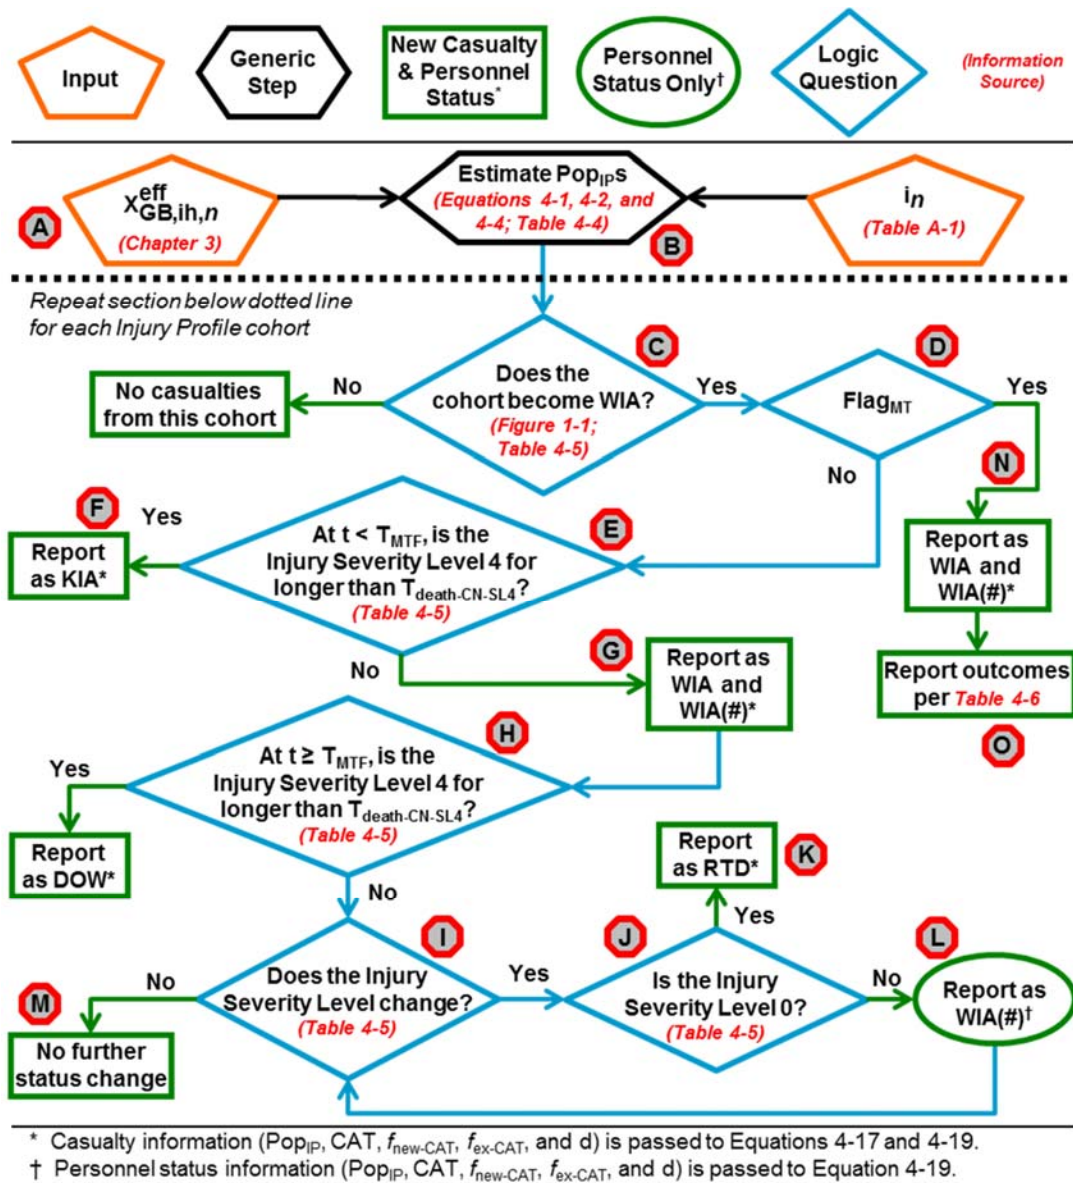 Input
Generic
Step
New Casualty
& Personnel
Status*
Personnel
Status Only†
Logic
Question
(Information
Source)
X^eff_GB,ih,n
(Chapter 3)
A
Estimate Pop_IPs
(Equations 4-1, 4-2, and
4-4; Table 4-4)
B
i_n
(Table A-1)
Repeat section below dotted line
for each Injury Profile cohort
C
Does the
cohort become WIA?
(Figure 1-1;
Table 4-5)
No
No casualties
from this cohort
Yes
D
Flag_MT
Yes
No
N
Report as
WIA and
WIA(#)*
Report outcomes
per Table 4-6
O
E
At t < T_MTF, is the
Injury Severity Level 4 for
longer than T_death-CN-SL4?
(Table 4-5)
Yes
F
Report
as KIA*
No
G
Report as
WIA and
WIA(#)*
H
At t ≥ T_MTF, is the
Injury Severity Level 4 for
longer than T_death-CN-SL4?
(Table 4-5)
Yes
Report
as DOW*
No
I
Does the Injury
Severity Level change?
(Table 4-5)
No
M
No further
status change
Yes
J
Is the Injury
Severity Level 0?
(Table 4-5)
Yes
Report
as RTD*
K
No
L
Report as
WIA(#)†
* Casualty information (Pop_IP, CAT, f_new-CAT, f_ex-CAT, and d) is passed to Equations 4-17 and 4-19.
† Personnel status information (Pop_IP, CAT, f_new-CAT, f_ex-CAT, and d) is passed to Equation 4-19.